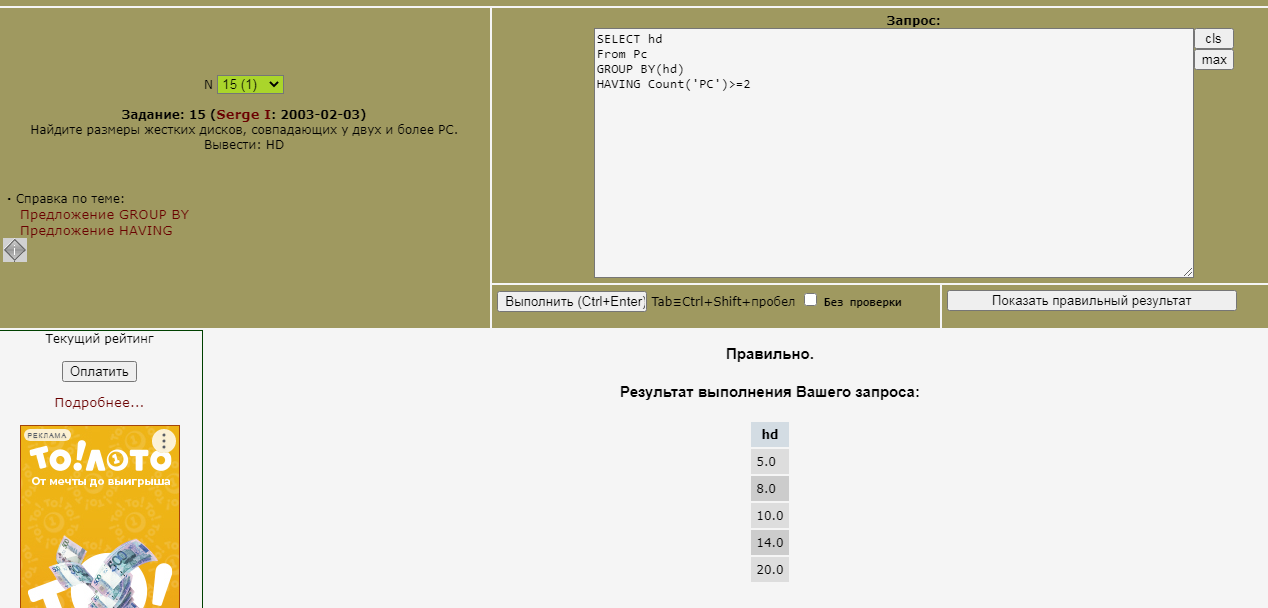 N 15 (1)
Задание: 15 (Serge I: 2003-02-03)
Найдите размеры жестких дисков, совпадающих у двух и более PC.
Вывести: HD
· Справка по теме:
Предложение GROUP BY
Предложение HAVING
Запрос:
SELECT hd
From Pc
GROUP BY(hd)
HAVING Count('PC')>=2
cls
max
Выполнить (Ctrl+Enter) Tab≡Ctrl+Shift+пробел Без проверки
Показать правильный результат
Текущий рейтинг
Оплатить
Подробнее...
РЕКЛАМА
ТО!ЛОТО
От мечты до выигрыша
Правильно.
Результат выполнения Вашего запроса:
hd
5.0
8.0
10.0
14.0
20.0